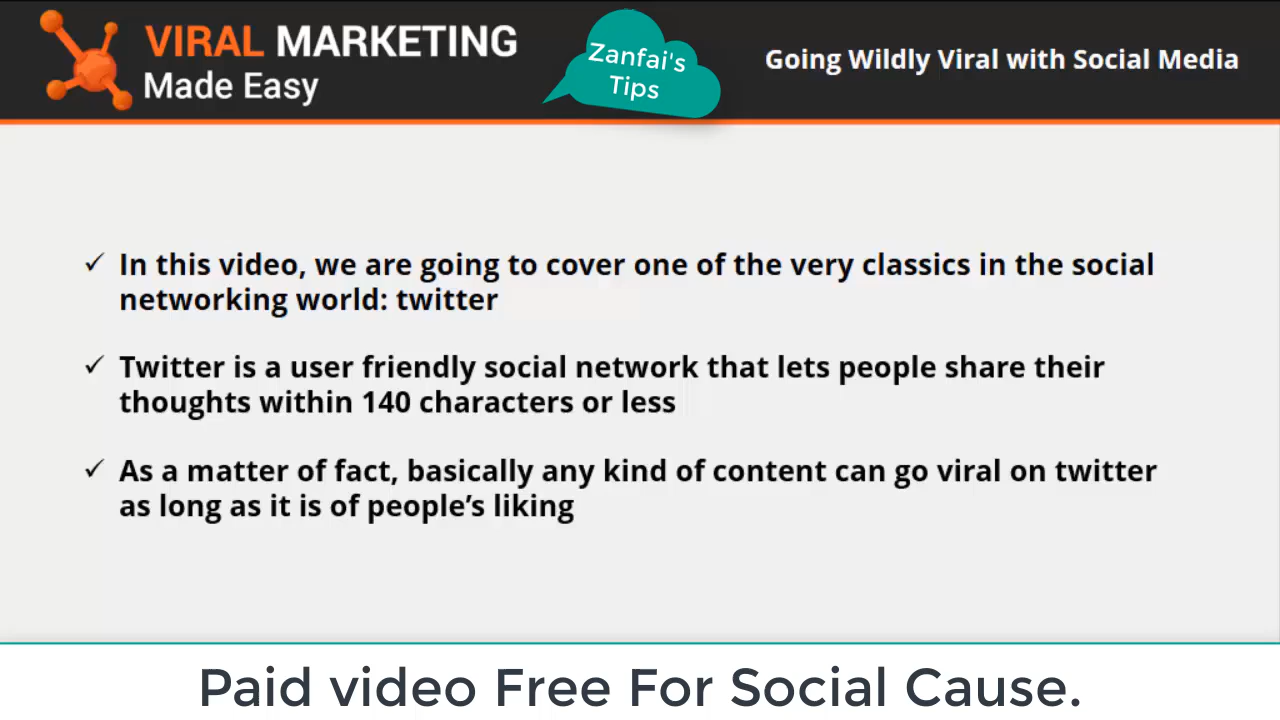 VIRAL MARKETING
Made Easy
Zanfai's
Tips
Going Wildly Viral with Social Media
✓ In this video, we are going to cover one of the very classics in the social
networking world: twitter
✓ Twitter is a user friendly social network that lets people share their
thoughts within 140 characters or less
✓ As a matter of fact, basically any kind of content can go viral on twitter
as long as it is of people’s liking
Paid video Free For Social Cause.